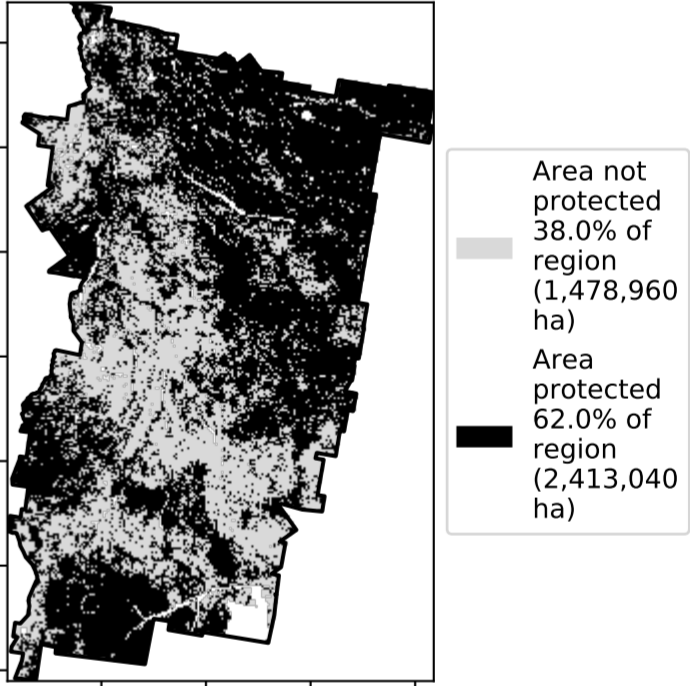 Area not
protected
38.0% of
region
(1,478,960
ha)
Area
protected
62.0% of
region
(2,413,040
ha)